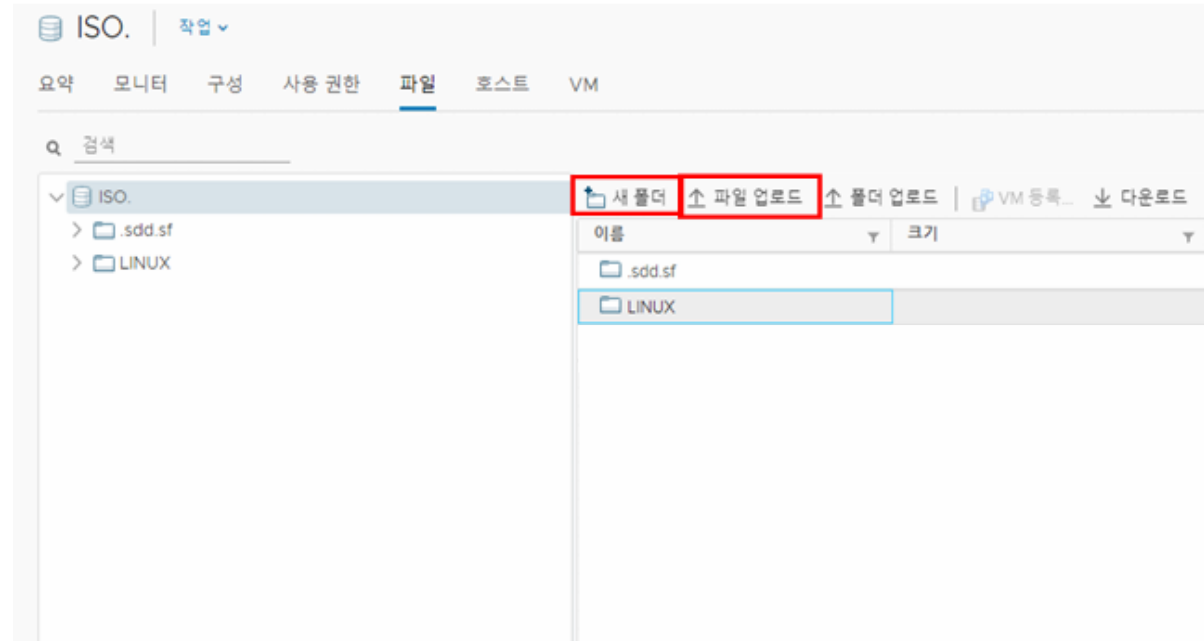 ISO. 작업
요약 모니터 구성 사용 권한 파일 호스트 VM
검색
ISO.
.sdd.sf
LINUX
새 폴더 파일 업로드 폴더 업로드 VM 등록... 다운로드
이름 크기
.sdd.sf
LINUX